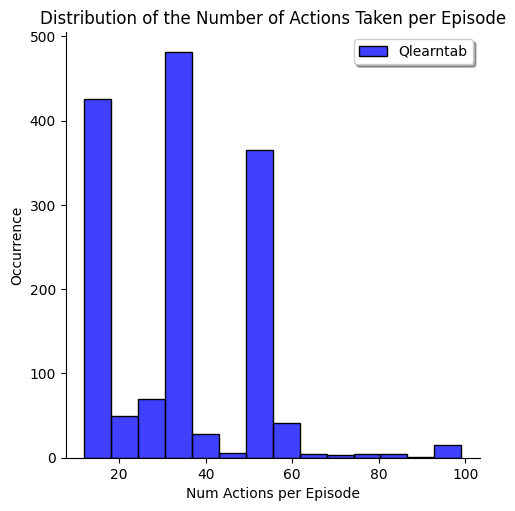 Distribution of the Number of Actions Taken per Episode
Qlearntab
Occurrence
500
400
300
200
100
0
20 40 60 80 100
Num Actions per Episode